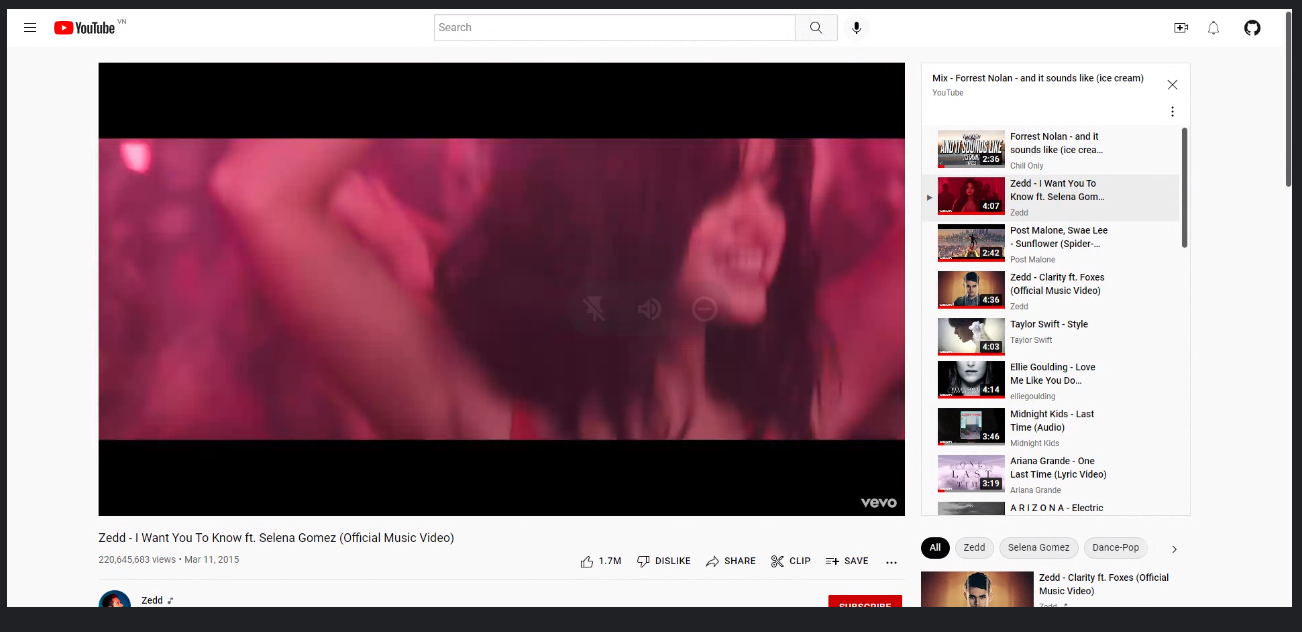 YouTube VN
Search
Mix - Forrest Nolan - and it sounds like (ice cream)
YouTube
AND IT SOUNDS LIKE
2:36
Forrest Nolan - and it
sounds like (ice crea...
Chill Only
4:07
Zedd - I Want You To
Know ft. Selena Gom...
Zedd
2:42
Post Malone, Swae Lee
- Sunflower (Spider-...
Post Malone
4:36
Zedd - Clarity ft. Foxes
(Official Music Video)
Zedd
4:03
Taylor Swift - Style
Taylor Swift
4:14
Ellie Goulding - Love
Me Like You Do...
elliegoulding
3:46
Midnight Kids - Last
Time (Audio)
Midnight Kids
ONE
LAST
TIM
3:19
Ariana Grande - One
Last Time (Lyric Video)
Ariana Grande
A R I Z O N A - Electric
vevo
Zedd - I Want You To Know ft. Selena Gomez (Official Music Video)
220,645,683 views • Mar 11, 2015
1.7M DISLIKE SHARE CLIP SAVE
Zedd
SUBSCRIBE
All Zedd Selena Gomez Dance-Pop
Zedd - Clarity ft. Foxes (Official
Music Video)
Zedd